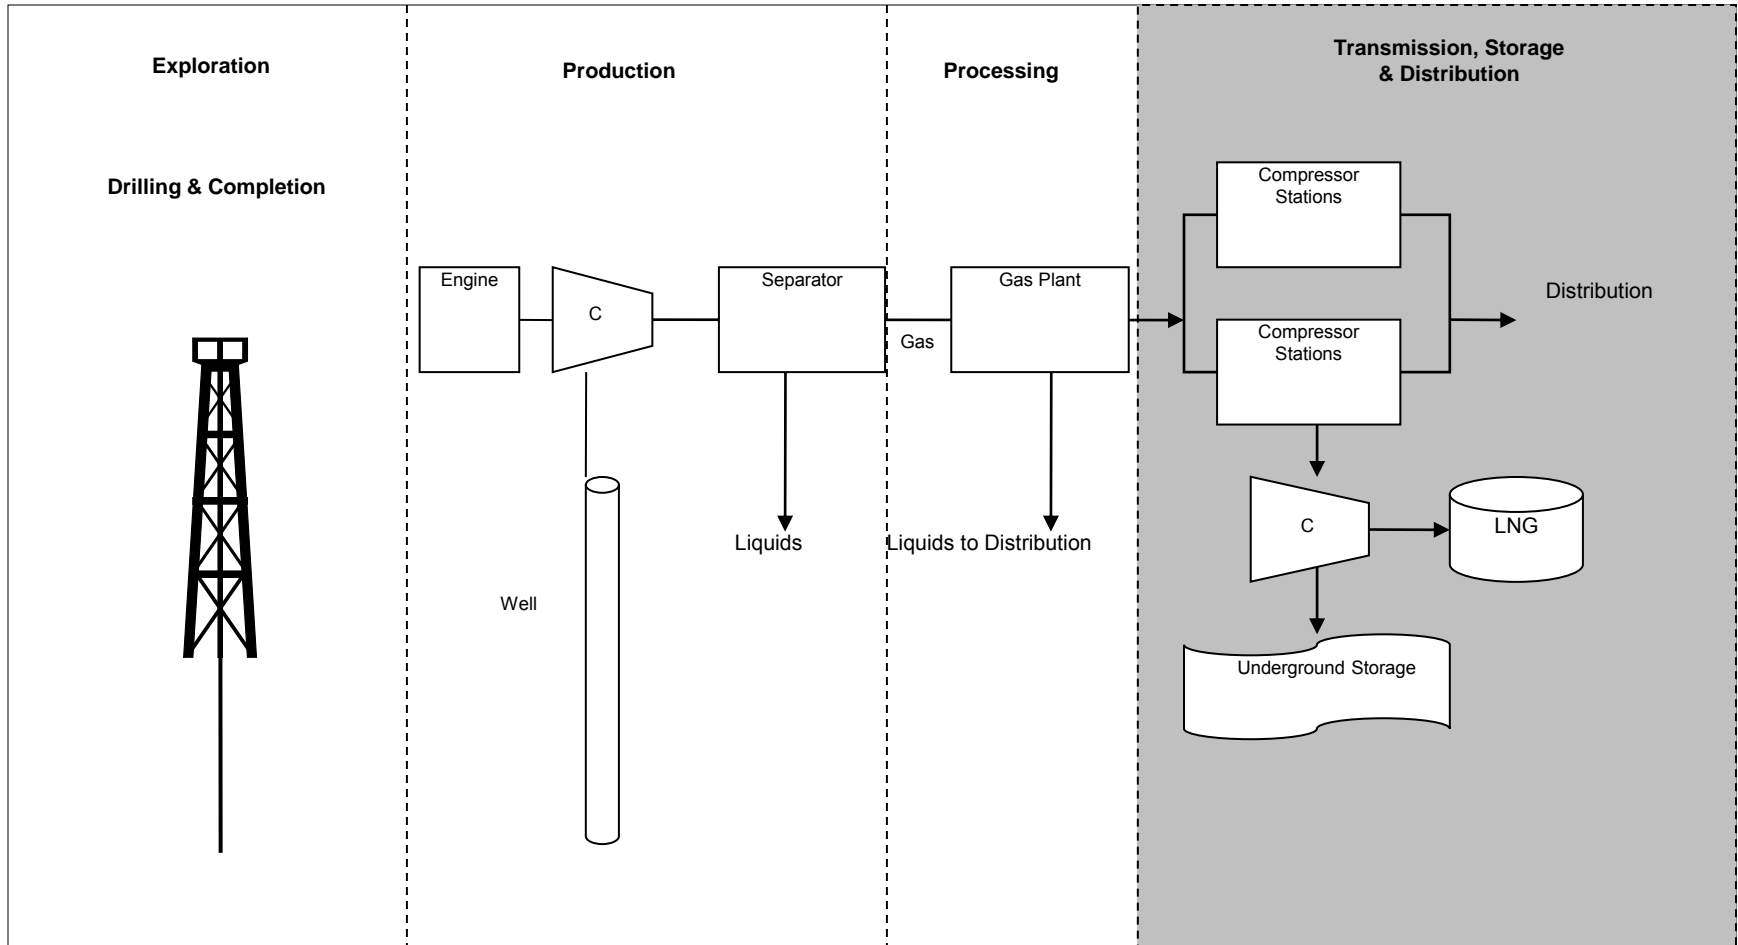 Exploration
Drilling & Completion
Production
Engine
C
Separator
Well
Liquids
Processing
Gas
Gas Plant
Liquids to Distribution
Transmission, Storage
& Distribution
Compressor
Stations
Compressor
Stations
Distribution
C
LNG
Underground Storage